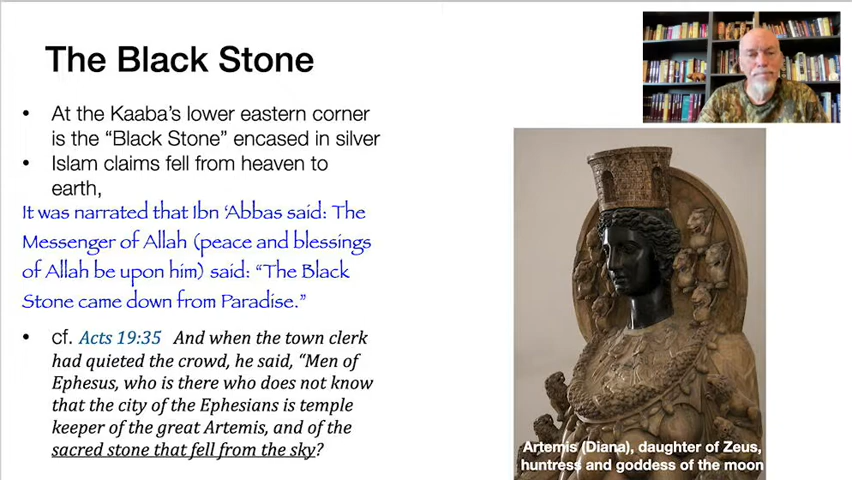 The Black Stone
• At the Kaaba's lower eastern corner
is the “Black Stone” encased in silver
• Islam claims fell from heaven to
earth,
It was narrated that Ibn ‘Abbas said: The
Messenger of Allah (peace and blessings
of Allah be upon him) said: “The Black
Stone came down from Paradise.”
• cf. Acts 19:35 And when the town clerk
had quieted the crowd, he said, “Men of
Ephesus, who is there who does not know
that the city of the Ephesians is temple
keeper of the great Artemis, and of the
sacred stone that fell from the sky?
Artemis (Diana), daughter of Zeus,
huntress and goddess of the moon